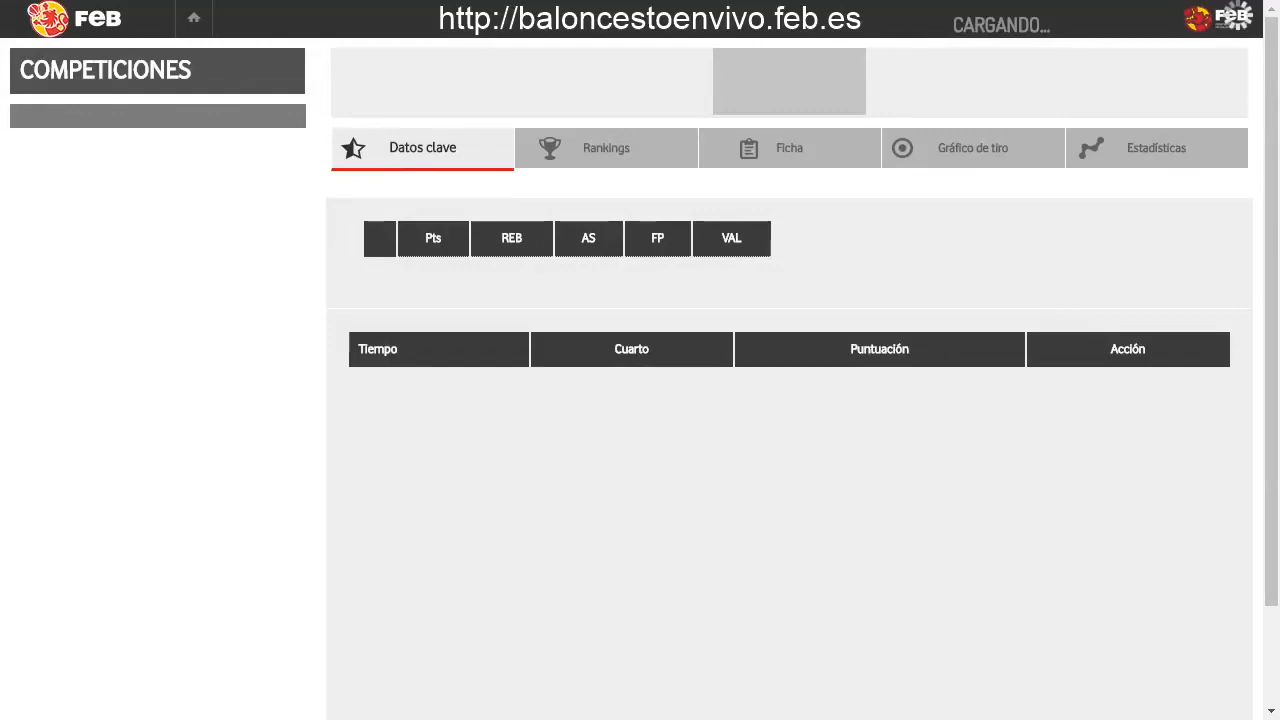 FEB
http://baloncestoenvivo.feb.es
CARGANDO...
FEB
COMPETICIONES
Datos clave
Rankings
Ficha
Gráfico de tiro
Estadísticas
Pts REB AS FP VAL
Tiempo Cuarto Puntuación Acción